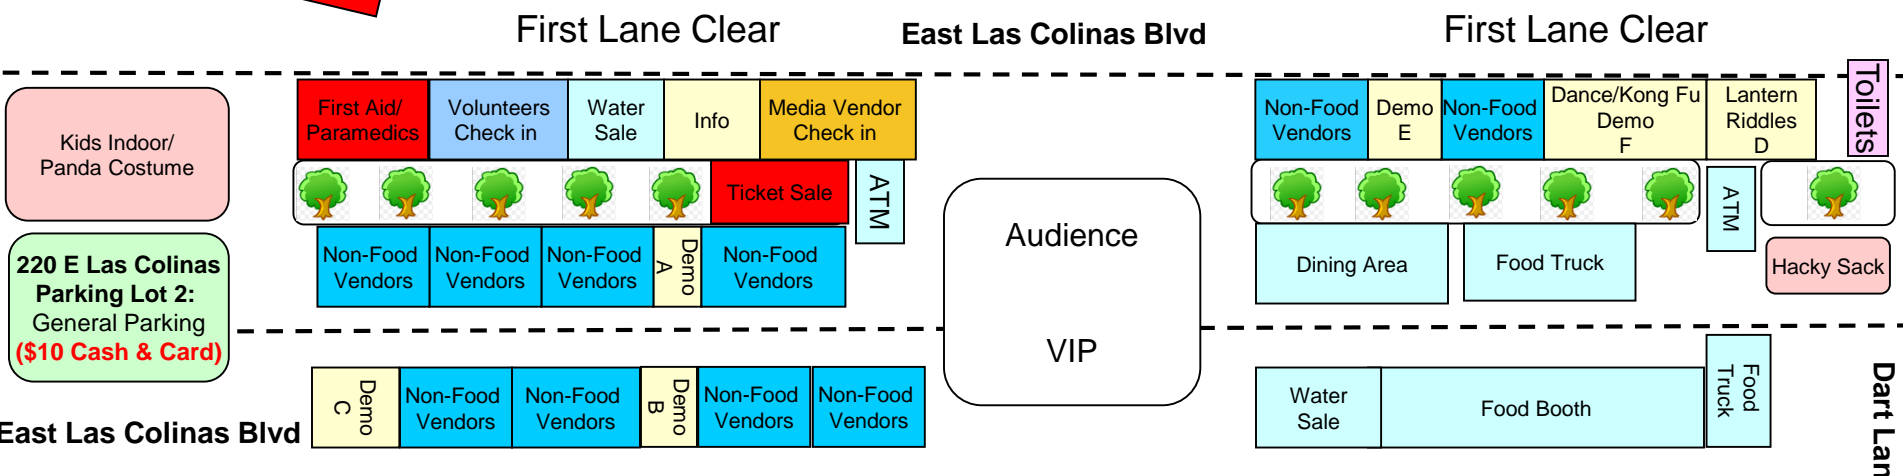 First Lane Clear
East Las Colinas Blvd
First Lane Clear
Kids Indoor/
Panda Costume
First Aid/
Paramedics
Volunteers
Check in
Water
Sale
Info
Media Vendor
Check in
Non-Food
Vendors
Demo
E
Non-Food
Vendors
Dance/Kong Fu
Demo
F
Lantern
Riddles
D
Toilets
Ticket Sale
ATM
ATM
220 E Las Colinas
Parking Lot 2:
General Parking
($10 Cash & Card)
Non-Food
Vendors
Non-Food
Vendors
Non-Food
Vendors
Demo
A
Non-Food
Vendors
Audience
VIP
Dining Area
Food Truck
Hacky Sack
East Las Colinas Blvd
Demo
C
Non-Food
Vendors
Non-Food
Vendors
Demo
B
Non-Food
Vendors
Non-Food
Vendors
Water
Sale
Food Booth
Food
Truck
Dart Lan